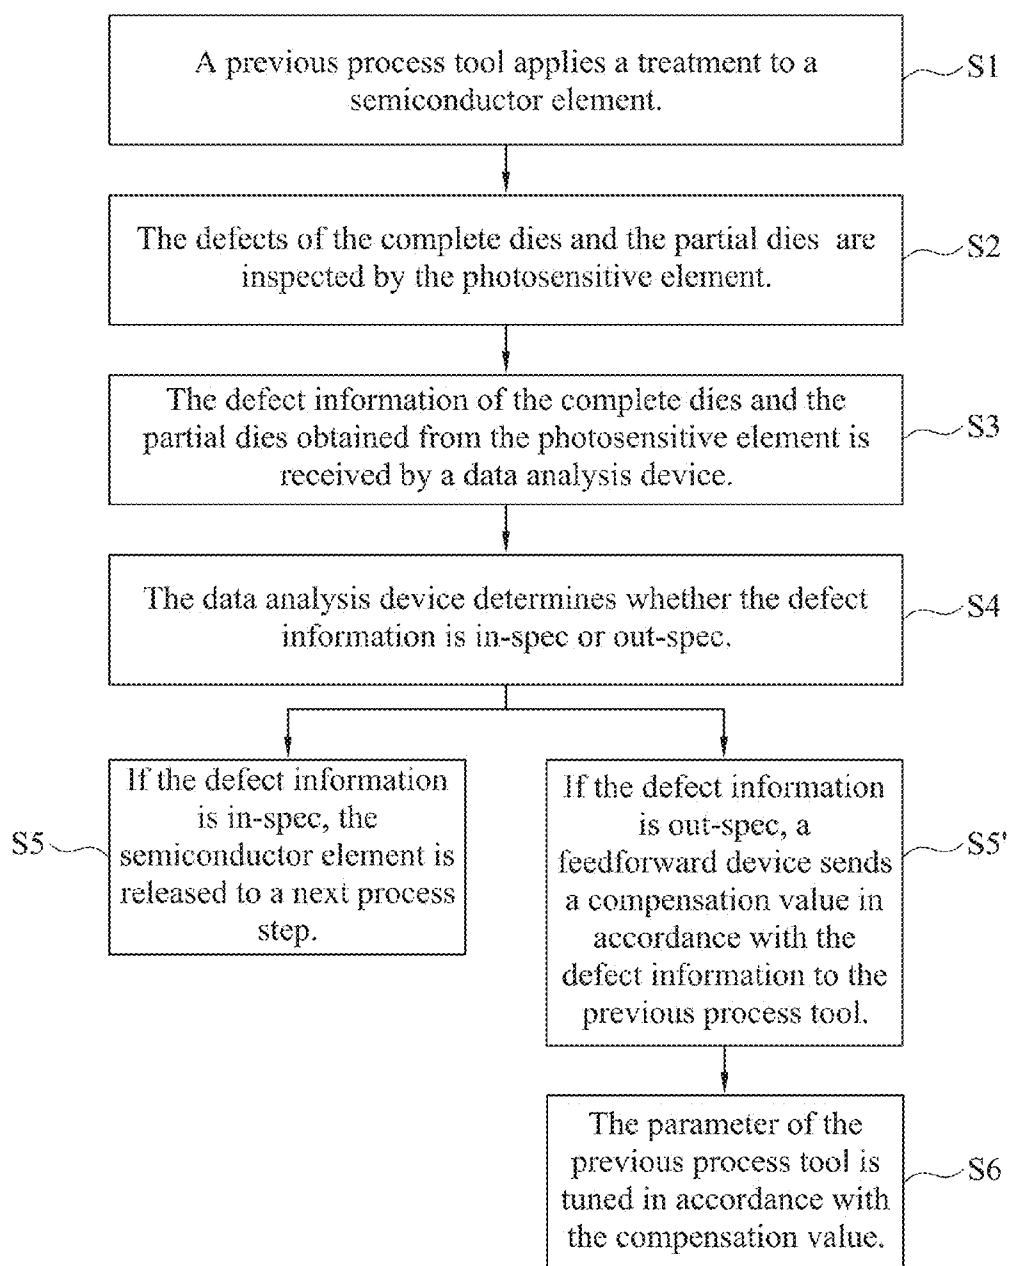 A previous process tool applies a treatment to a
semiconductor element.
S1
The defects of the complete dies and the partial dies are
inspected by the photosensitive element.
S2
The defect information of the complete dies and the
partial dies obtained from the photosensitive element is
received by a data analysis device.
S3
The data analysis device determines whether the defect
information is in-spec or out-spec.
S4
S5
If the defect information
is in-spec, the
semiconductor element is
released to a next process
step.
If the defect information
is out-spec, a
feedforward device sends
a compensation value in
accordance with the
defect information to the
previous process tool.
S5'
The parameter of the
previous process tool is
tuned in accordance with
the compensation value.
S6